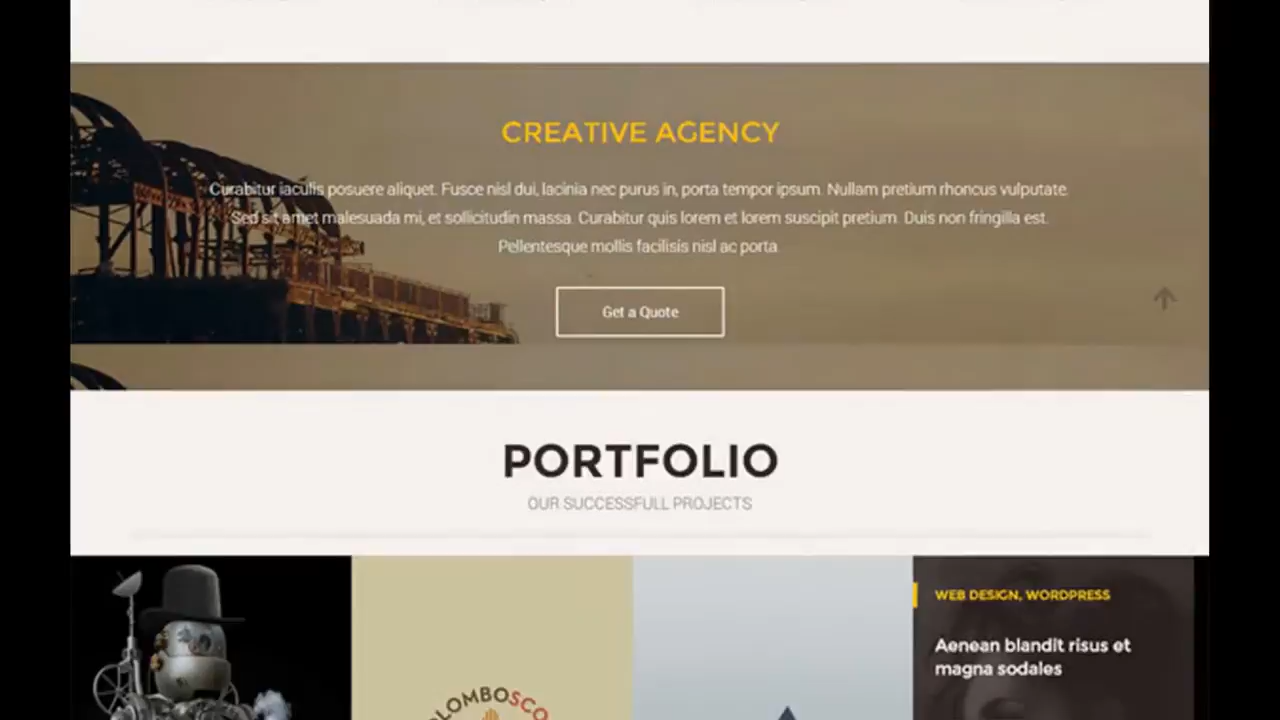 CREATIVE AGENCY
Curabitur iaculis posuere aliquet. Fusce nisl dui, lacinia nec purus in, porta tempor ipsum. Nullam pretium rhoncus vulputate.
Sed sit amet malesuada mi, et sollicitudin massa. Curabitur quis lorem et lorem suscipit pretium. Duis non fringilla est.
Pellentesque mollis facilisis nisl ac porta.
Get a Quote
PORTFOLIO
OUR SUCCESSFULL PROJECTS
WEB DESIGN, WORDPRESS
Aenean blandit risus et
magna sodales